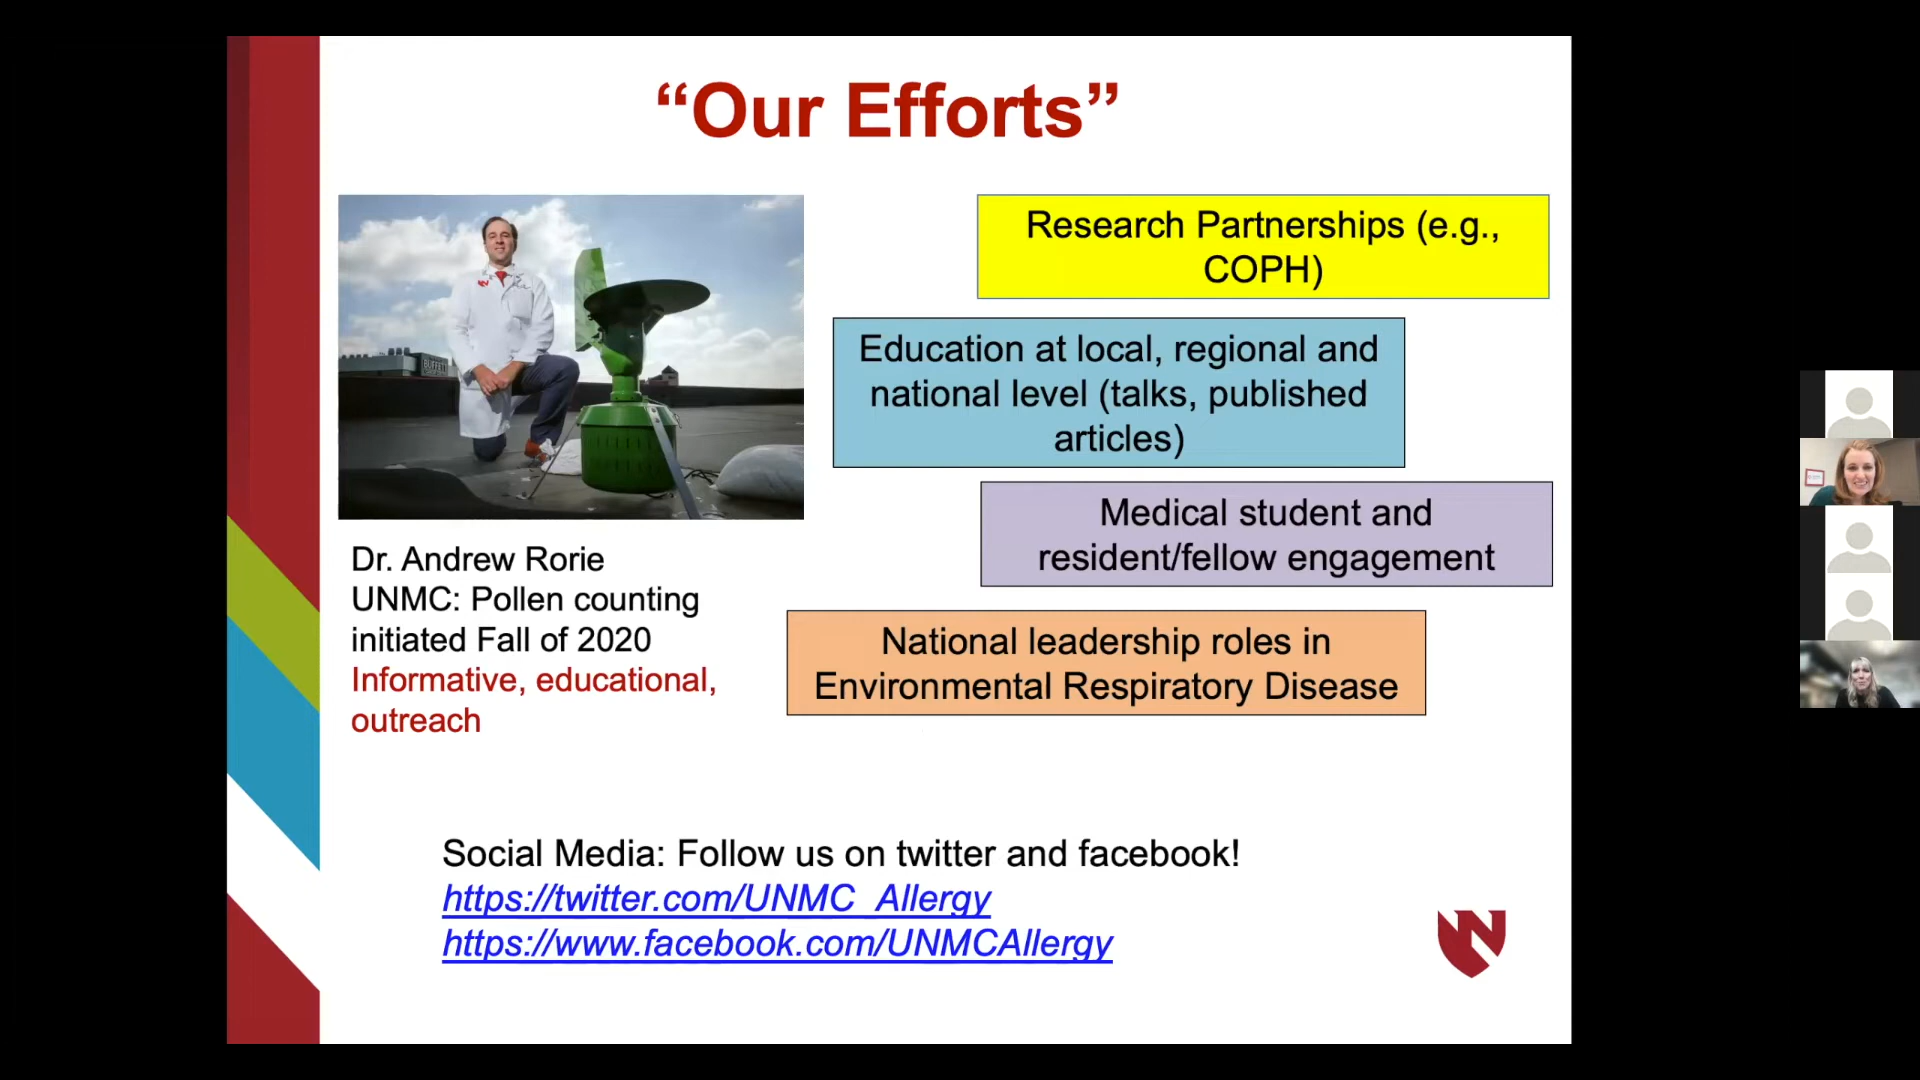 “Our Efforts”
Research Partnerships (e.g.,
COPH)
Education at local, regional and
national level (talks, published
articles)
Medical student and
resident/fellow engagement
National leadership roles in
Environmental Respiratory Disease
Dr. Andrew Rorie
UNMC: Pollen counting
initiated Fall of 2020
Informative, educational,
outreach
Social Media: Follow us on twitter and facebook!
https://twitter.com/UNMC_Allergy
https://www.facebook.com/UNMCAllergy